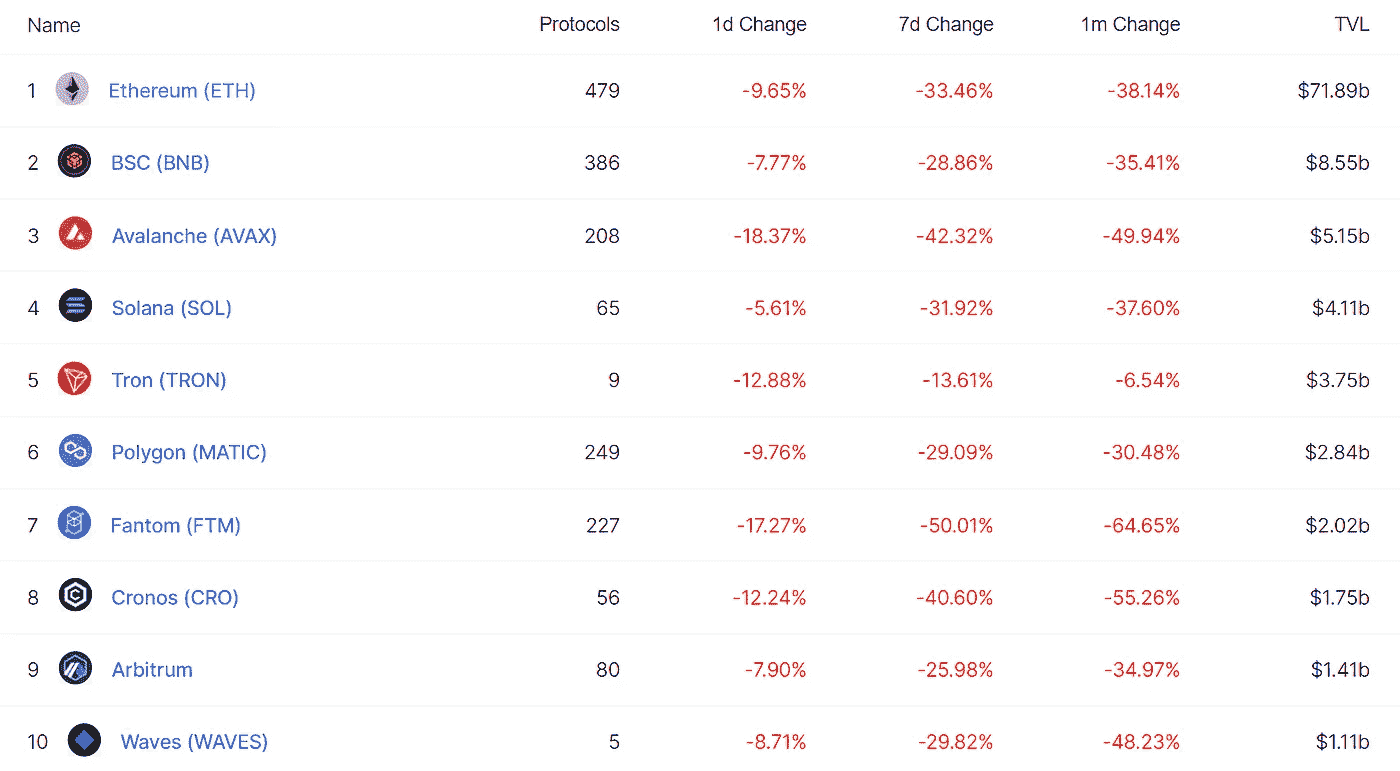 Name Protocols 1d Change 7d Change 1m Change TVL
1 Ethereum (ETH) 479 -9.65% -33.46% -38.14% $71.89b
2 BSC (BNB) 386 -7.77% -28.86% -35.41% $8.55b
3 Avalanche (AVAX) 208 -18.37% -42.32% -49.94% $5.15b
4 Solana (SOL) 65 -5.61% -31.92% -37.60% $4.11b
5 Tron (TRON) 9 -12.88% -13.61% -6.54% $3.75b
6 Polygon (MATIC) 249 -9.76% -29.09% -30.48% $2.84b
7 Fantom (FTM) 227 -17.27% -50.01% -64.65% $2.02b
8 Cronos (CRO) 56 -12.24% -40.60% -55.26% $1.75b
9 Arbitrum 80 -7.90% -25.98% -34.97% $1.41b
10 Waves (WAVES) 5 -8.71% -29.82% -48.23% $1.11b